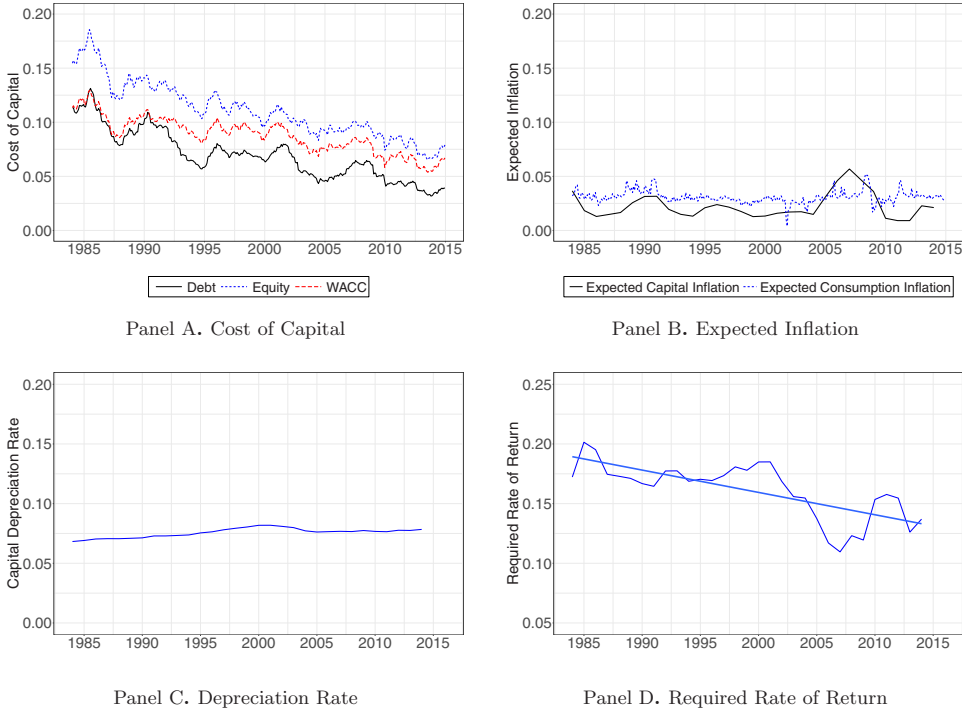 Cost of Capital
0.20
0.15
0.10
0.05
0.00
1985 1990 1995 2000 2005 2010 2015
Debt Equity WACC
Panel A. Cost of Capital
Expected Inflation
0.20
0.15
0.10
0.05
0.00
1985 1990 1995 2000 2005 2010 2015
Expected Capital Inflation Expected Consumption Inflation
Panel B. Expected Inflation
Capital Depreciation Rate
0.20
0.15
0.10
0.05
0.00
1985 1990 1995 2000 2005 2010 2015
Panel C. Depreciation Rate
Required Rate of Return
0.25
0.20
0.15
0.10
0.05
1985 1990 1995 2000 2005 2010 2015
Panel D. Required Rate of Return